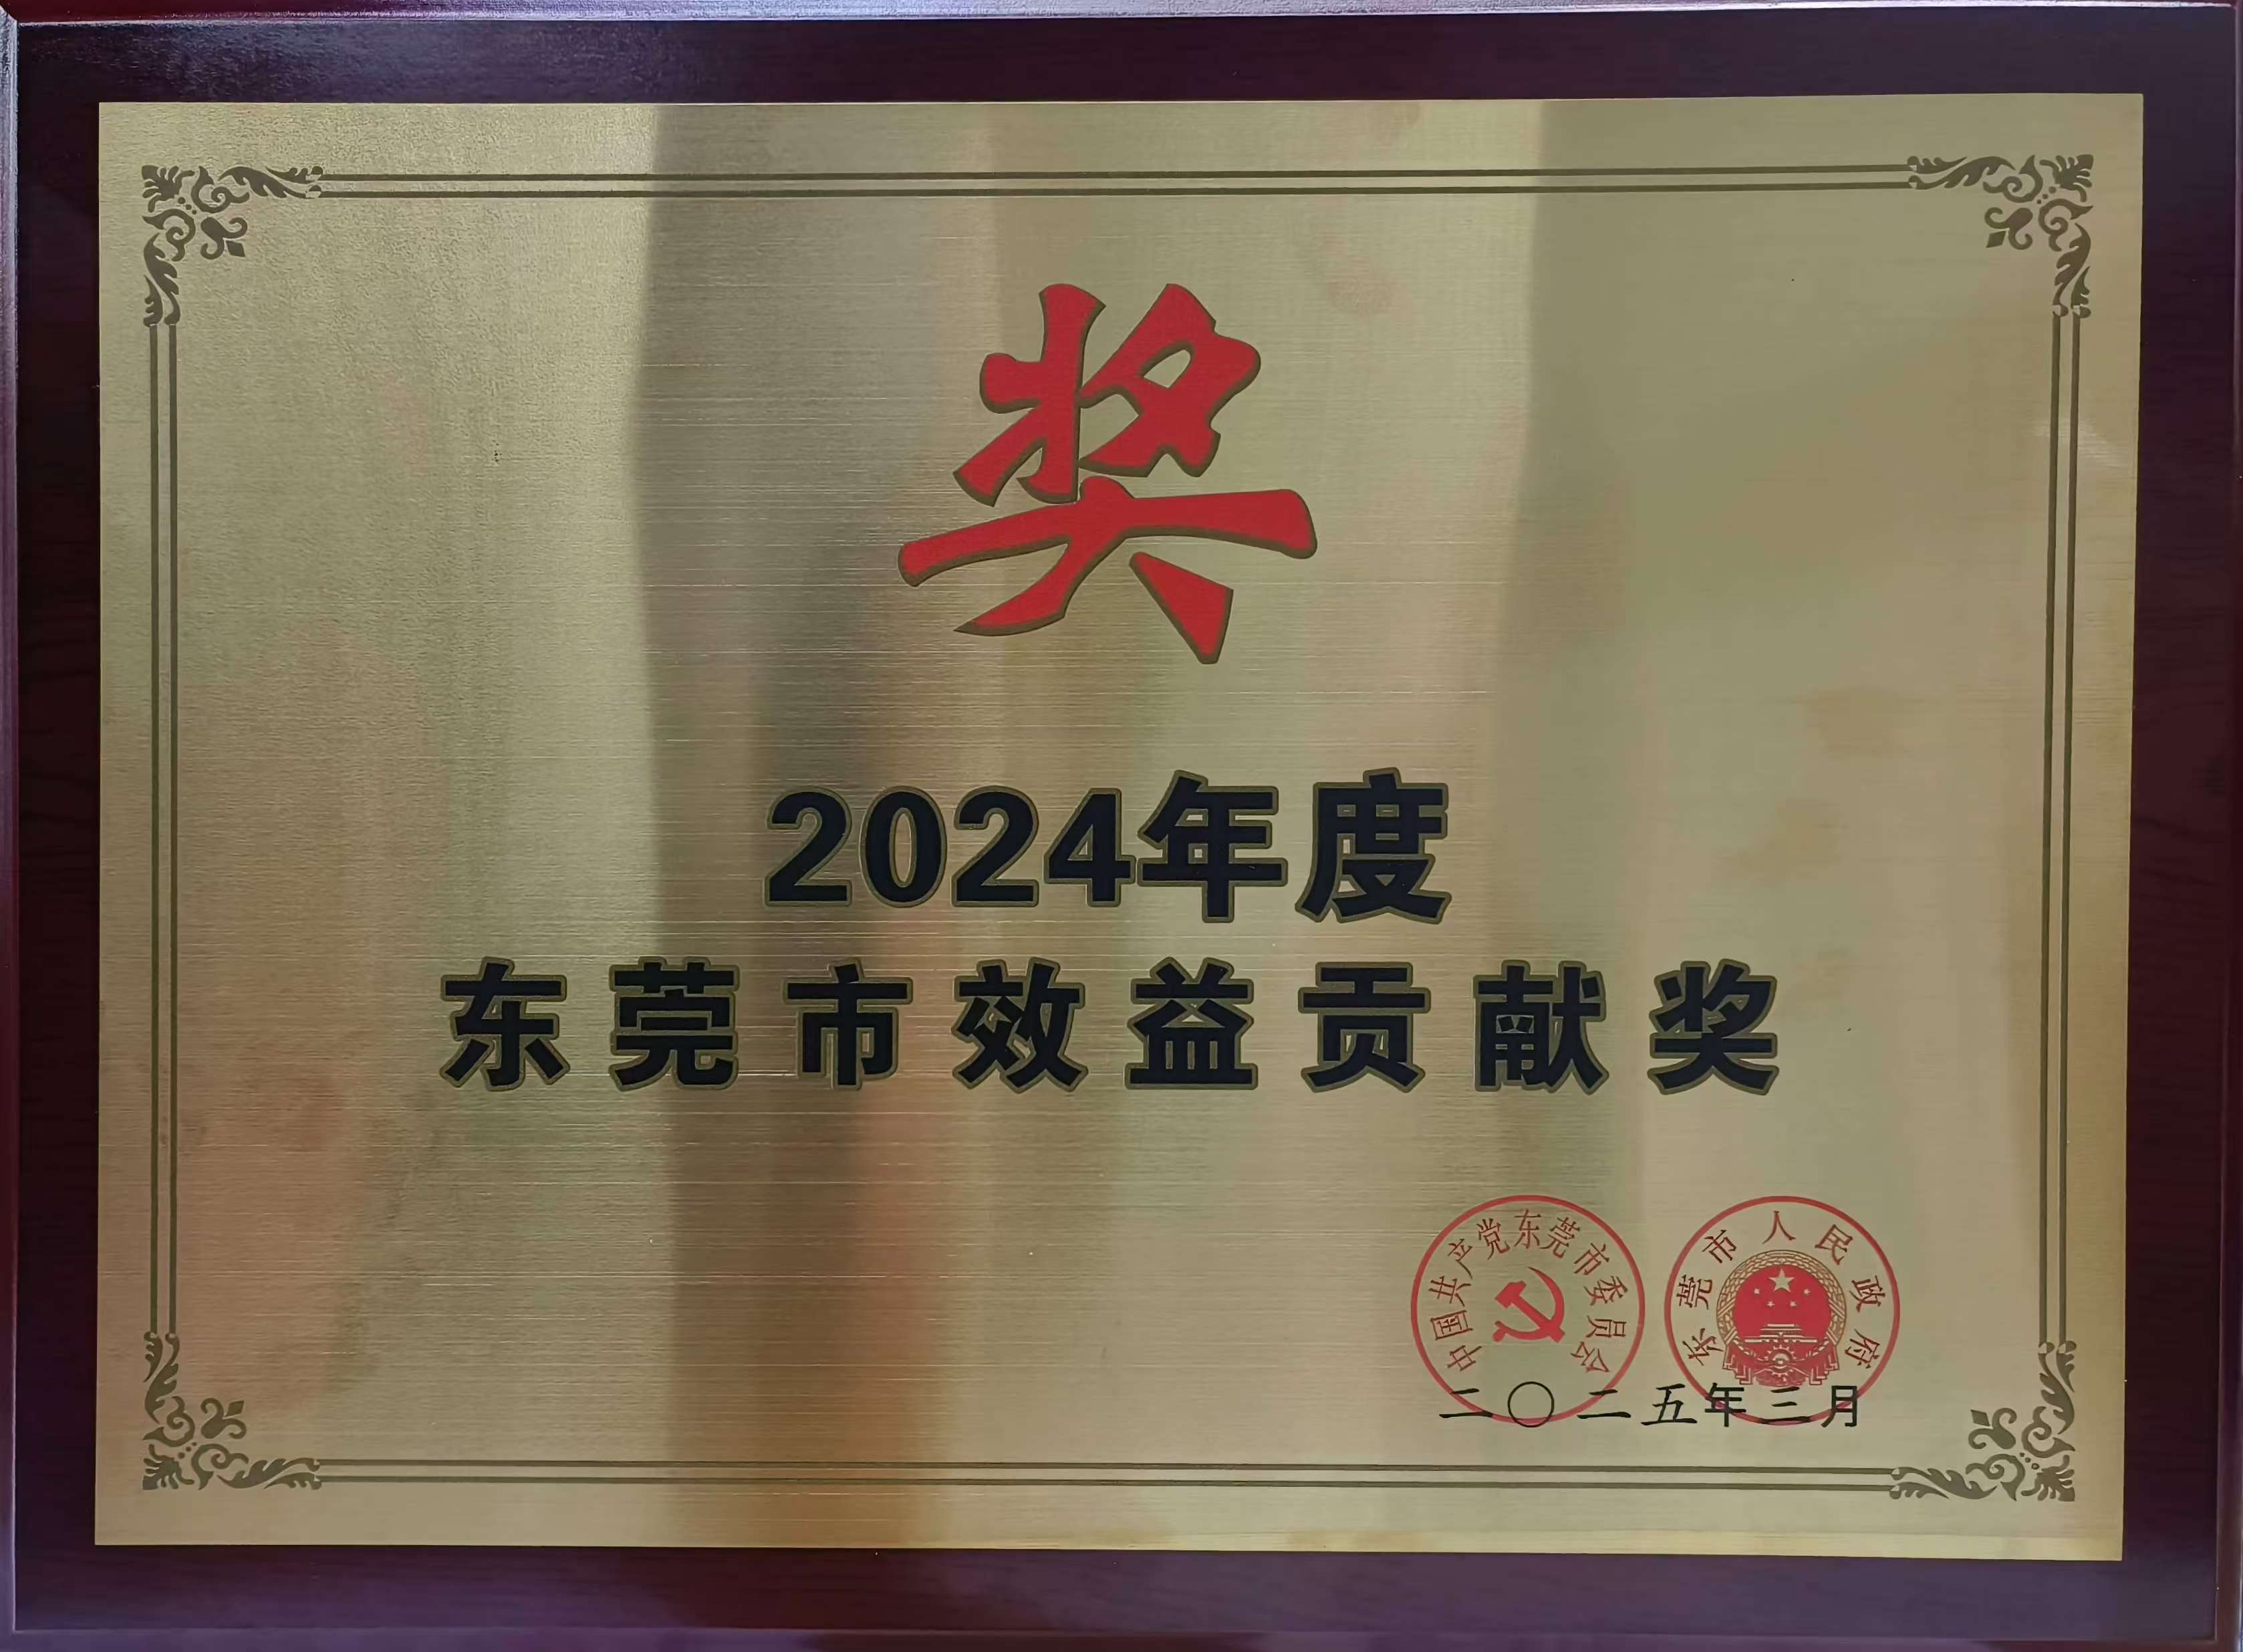 奖
2024年度
东莞市效益贡献奖
中国共产党东莞市委员会
东莞市人民政府
二〇二五年三月